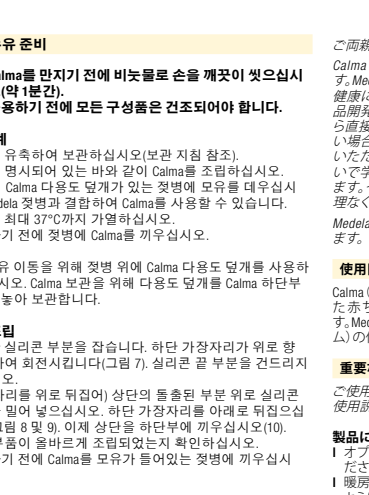 유 준비
alma를 만지기 전에 비눗물로 손을 깨끗이 씻으십시
(약 1분간).
용하기 전에 모든 구성품은 건조되어야 합니다.
유축하여 보관하십시오(보관 지침 참조).
명시되어 있는 바와 같이 Calma를 조립하십시오.
Calma 다용도 덮개가 있는 젖병에 모유를 데우십시
dela 젖병과 결합하여 Calma를 사용할 수 있습니다.
최대 37°C까지 가열하십시오.
기 전에 젖병에 Calma를 끼우십시오.
유 이동을 위해 젖병 위에 Calma 다용도 덮개를 사용하
시오. Calma 보관을 위해 다용도 덮개를 Calma 하단부
놓아 보관합니다.
립
실리콘 부분을 잡습니다. 하단 가장자리가 위로 향
하여 회전시킵니다(그림 7). 실리콘 끝 부분을 건드리지
오.
자리를 위로 뒤집어) 상단의 돌출된 부분 위로 실리콘
밀어 넣으십시오. 하단 가장자리를 아래로 뒤집으십
그림 8 및 9). 이제 상단을 하단부에 끼우십시오(10).
부품이 올바르게 조립되었는지 확인하십시오.
기 전에 Calma를 모유가 들어있는 젖병에 끼우십시
ご両親
Calma
す。Med
健康に
品開発
ら直接
い場合
いただ
いで学
ます。
理なく
Medela
ます。
使用
Calma（
た赤ち
す。Med
ム）の使
重要
ご使用
使用説
製品に
オプ
ださ
暖房